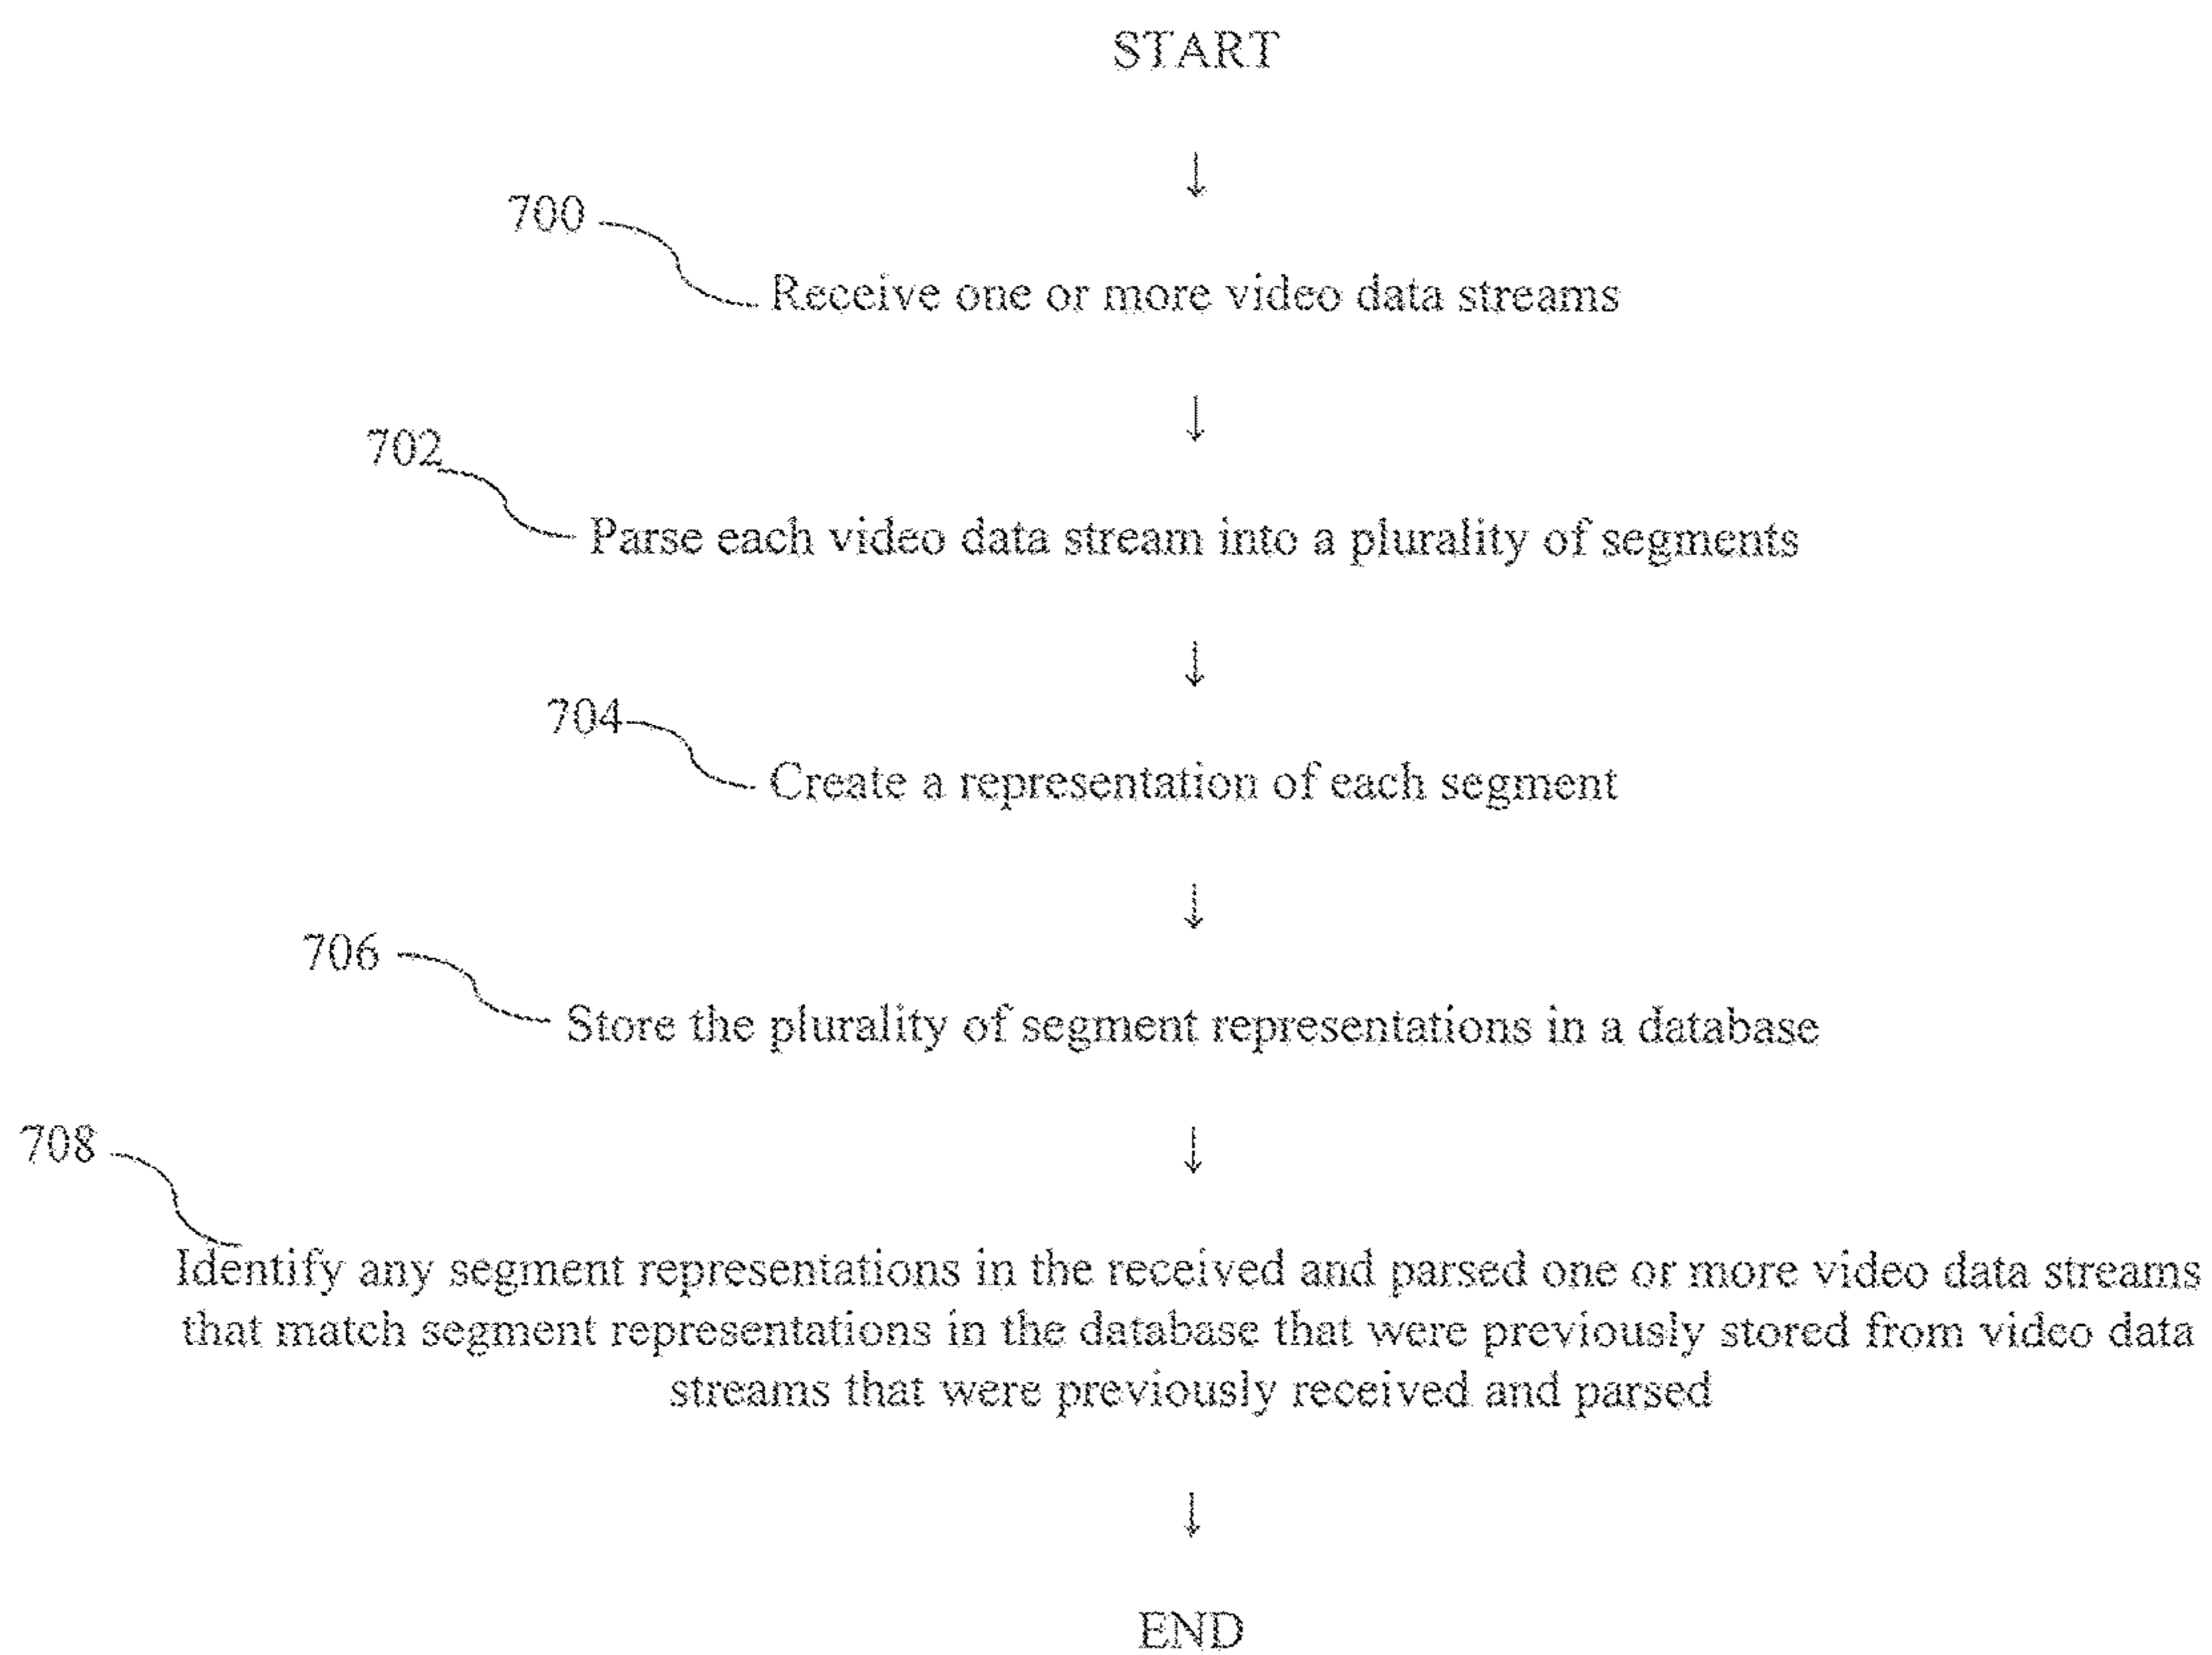 START
↓
700
Receive one or more video data streams
↓
702
Parse each video data stream into a plurality of segments
↓
704
Create a representation of each segment
↓
706
Store the plurality of segment representations in a database
↓
708
Identify any segment representations in the received and parsed one or more video data streams
that match segment representations in the database that were previously stored from video data
streams that were previously received and parsed
↓
END